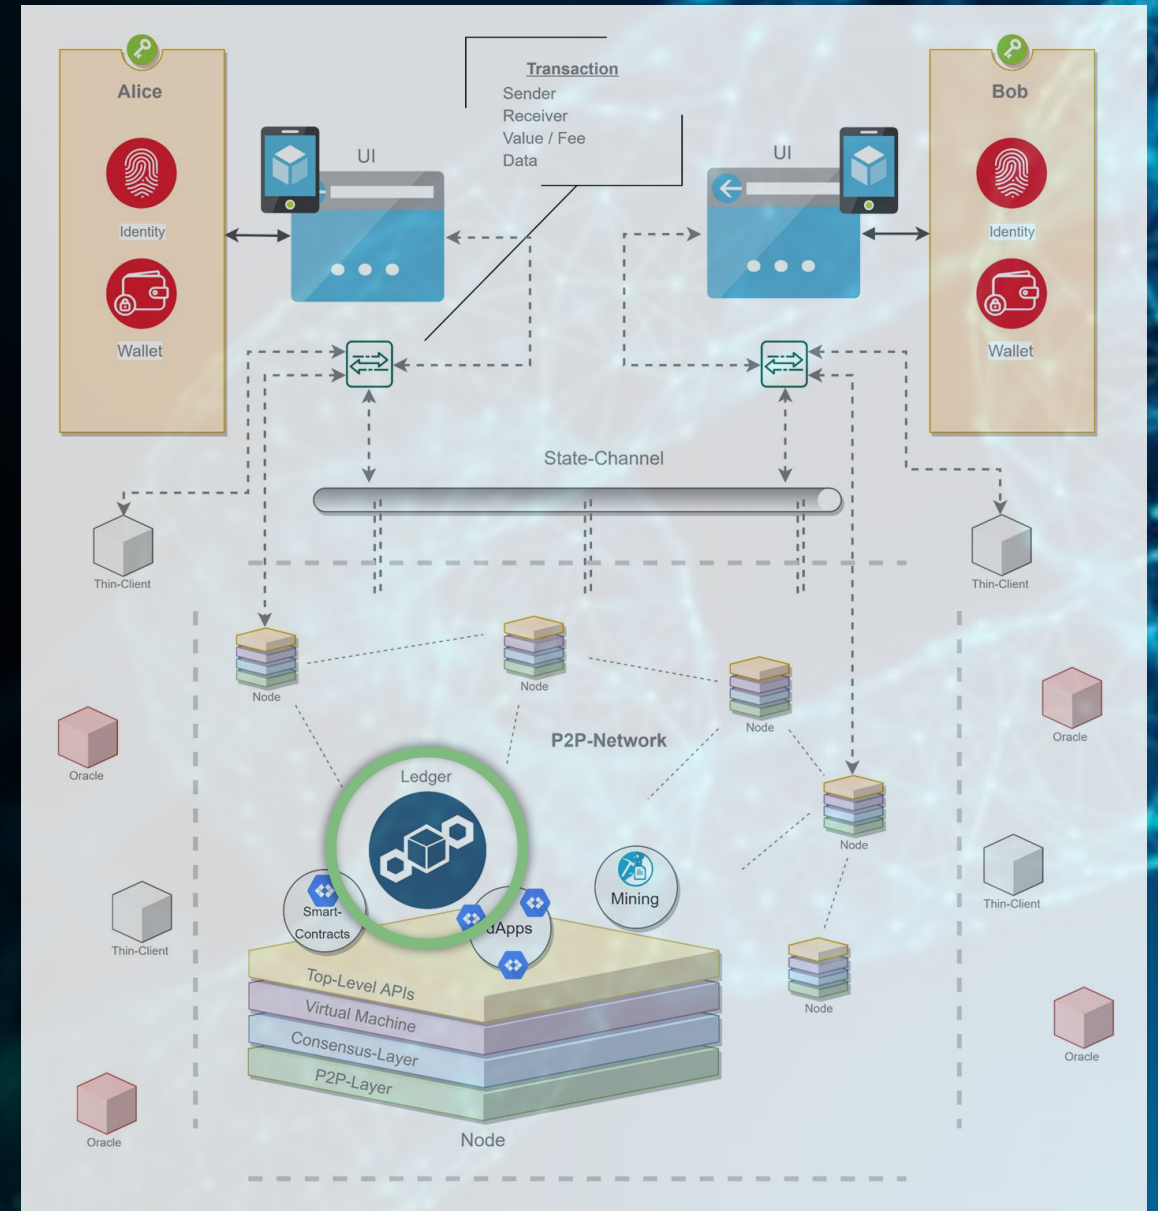 Alice
Identity
Wallet
UI
Transaction
Sender
Receiver
Value / Fee
Data
UI
Bob
Identity
Wallet
State-Channel
Thin-Client
Thin-Client
Node
Node
Node
P2P-Network
Oracle
Oracle
Ledger
Node
Smart-
Contracts
dApps
Mining
Thin-Client
Thin-Client
Top-Level APIs
Virtual Machine
Consensus-Layer
P2P-Layer
Node
Node
Oracle
Oracle